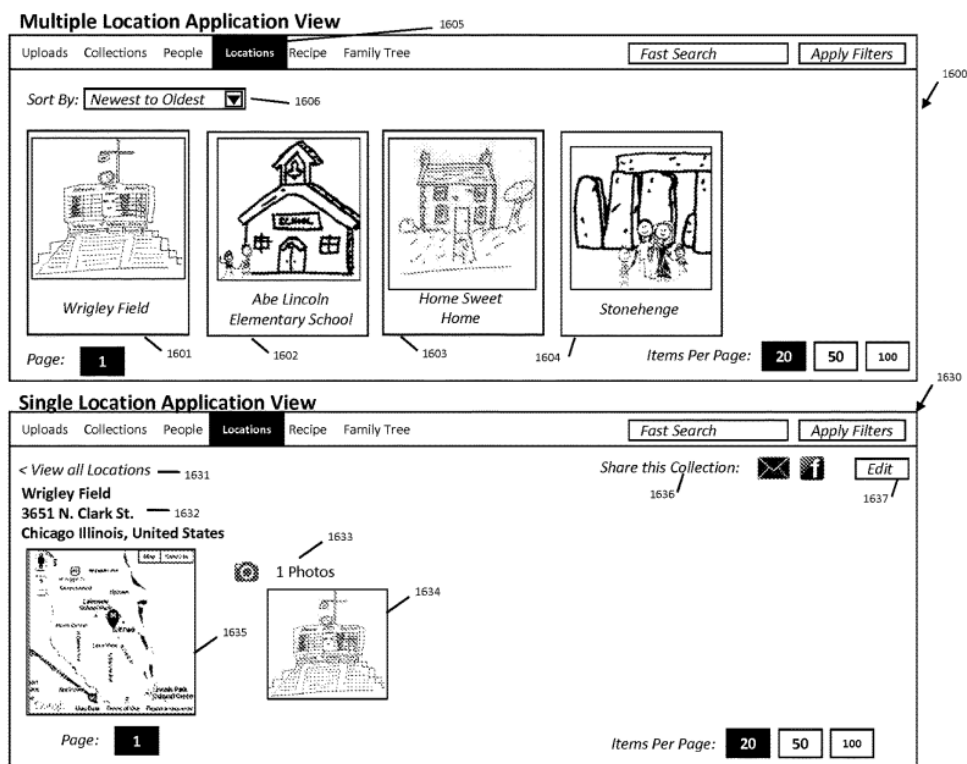 Multiple Location Application View
1605
Uploads Collections People Locations Recipe Family Tree Fast Search Apply Filters
1600
Sort By: Newest to Oldest 1606
SCHOOL
Wrigley Field
Abe Lincoln
Elementary School
Home Sweet
Home
Stonehenge
1601 1602 1603 1604
Page: 1 Items Per Page: 20 50 100
1630
Single Location Application View
Uploads Collections People Locations Recipe Family Tree Fast Search Apply Filters
< View all Locations 1631 Share this Collection: f Edit
1636 1637
Wrigley Field
3651 N. Clark St. 1632
Chicago Illinois, United States
1633
1 Photos
1634
Map
1635
Page: 1 Items Per Page: 20 50 100